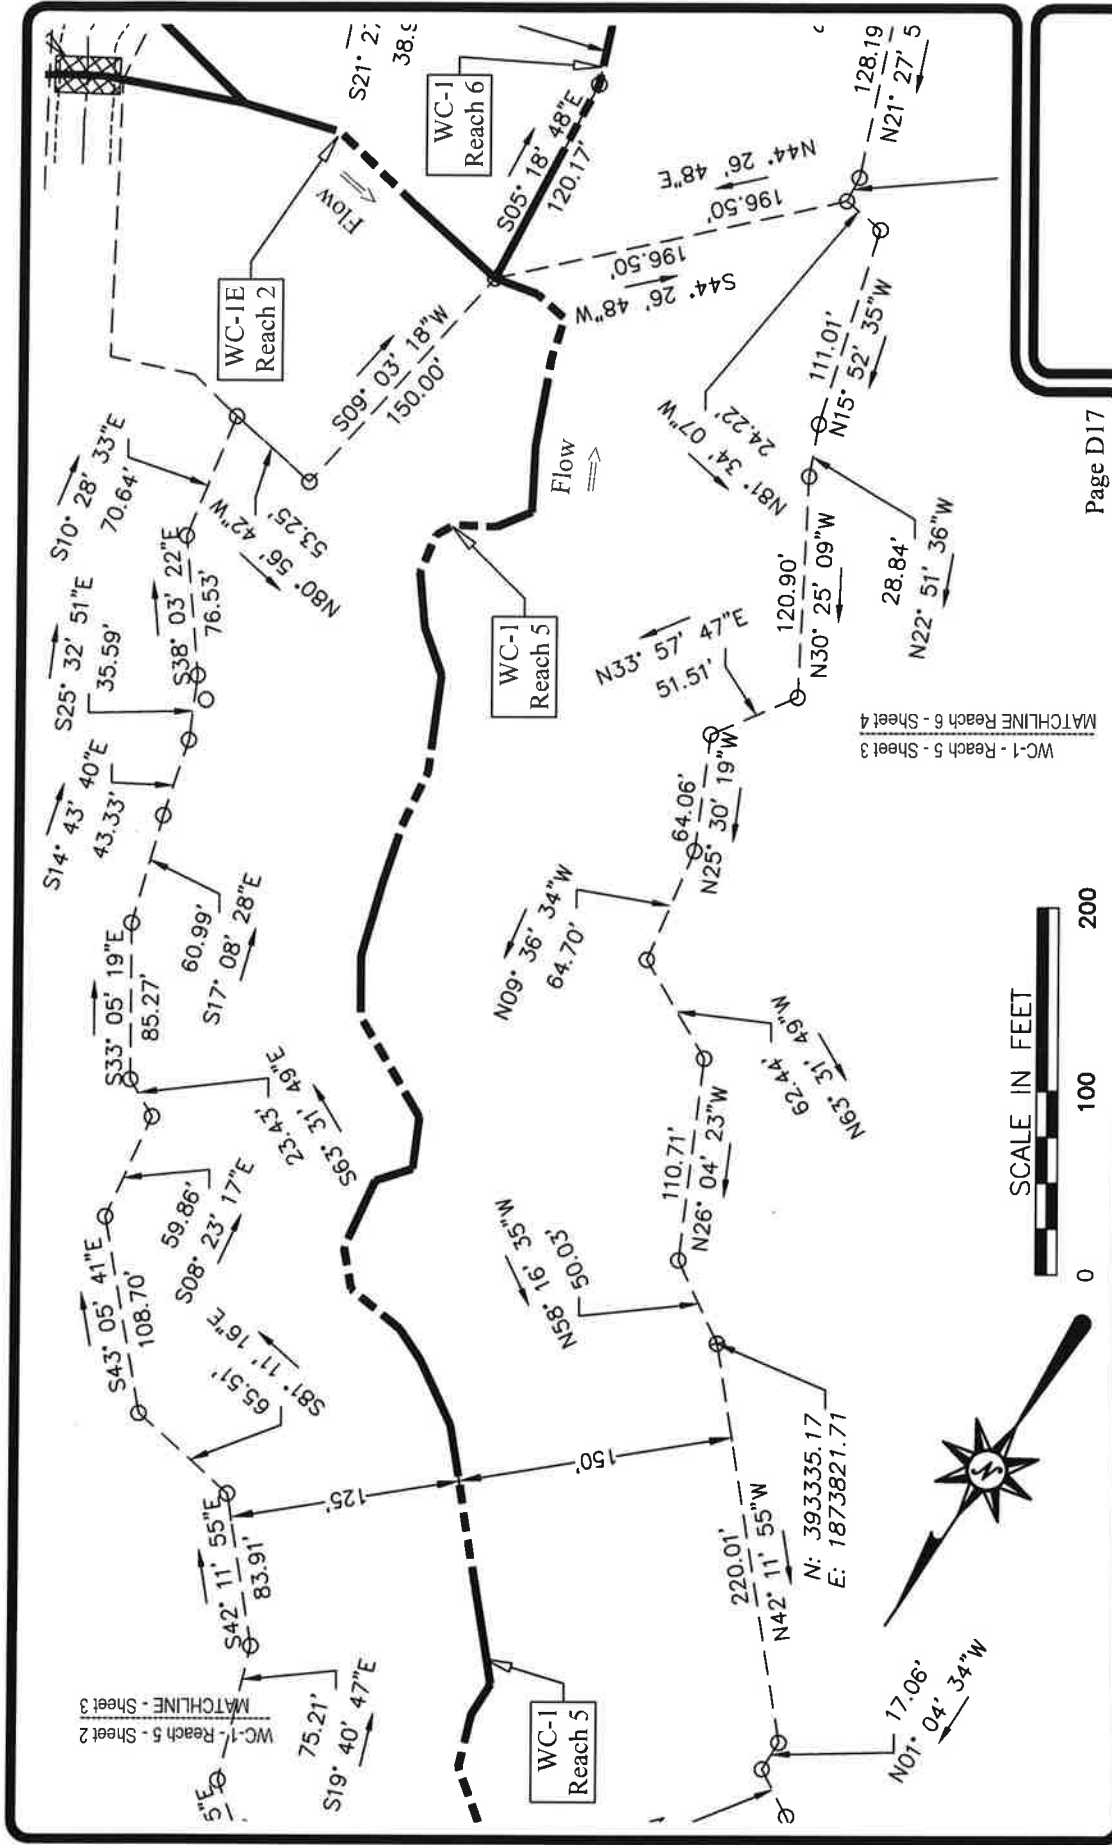 5"E
WC-1 - Reach 5 - Sheet 2
MATCHLINE - Sheet 3
75.21'
S19° 40' 47"E
S42° 11' 55"E
83.91'
S81° 11' 16"E
65.51'
S43° 05' 41"E
108.70'
59.86'
S08° 23' 17"E
23.43'
S63° 31' 49"E
S33° 05' 19"E
85.27'
60.99'
S17° 08' 28"E
S14° 43' 40"E
43.33'
S25° 32' 51"E
35.59'
S38° 03' 22"E
76.53'
S10° 28' 33"E
70.64'
N80° 56' 42"W
53.25'
S09° 03' 18"W
150.00'
WC-1E
Reach 2
Flow
S21° 27
38.9
WC-1
Reach 6
S05° 18' 48"E
120.17'
N44° 26' 48"E
196.50'
196.50'
S44° 26' 48"W
128.19
N21° 27' 5
125'
150'
WC-1
Reach 5
WC-1
Reach 5
Flow
N81° 34' 07"W
24.22'
111.01'
N15° 52' 35"W
28.84'
N22° 51' 36"W
120.90'
N30° 25' 09"W
N33° 57' 47"E
51.51'
64.06'
N25° 30' 19"W
N09° 36' 34"W
64.70'
62.44'
N63° 31' 49"W
110.71'
N26° 04' 23"W
N58° 16' 35"W
50.03'
N: 393335.17
E: 1873821.71
220.01'
N42° 11' 55"W
17.06'
N01° 04' 34"W
WC-1 - Reach 5 - Sheet 3
MATCHLINE Reach 6 - Sheet 4
N
SCALE IN FEET
0 100 200
Page D17